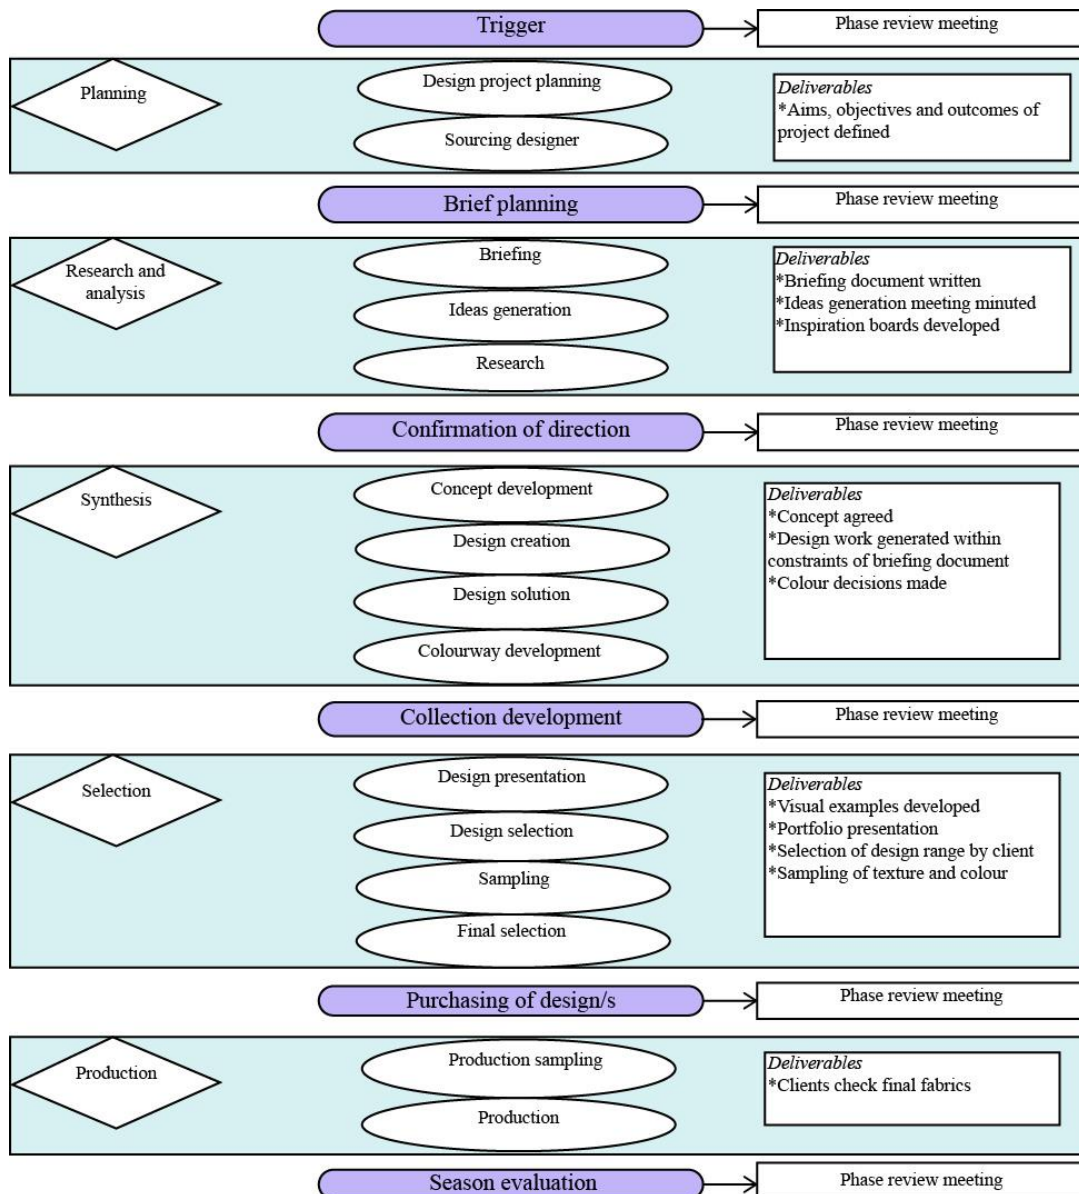 Trigger
Phase review meeting
Planning
Design project planning
Sourcing designer
Deliverables
*Aims, objectives and outcomes of
project defined
Brief planning
Phase review meeting
Research and
analysis
Briefing
Ideas generation
Research
Deliverables
*Briefing document written
*Ideas generation meeting minuted
*Inspiration boards developed
Confirmation of direction
Phase review meeting
Synthesis
Concept development
Design creation
Design solution
Colourway development
Deliverables
*Concept agreed
*Design work generated within
constraints of briefing document
*Colour decisions made
Collection development
Phase review meeting
Selection
Design presentation
Design selection
Sampling
Final selection
Deliverables
*Visual examples developed
*Portfolio presentation
*Selection of design range by client
*Sampling of texture and colour
Purchasing of design/s
Phase review meeting
Production
Production sampling
Production
Deliverables
*Clients check final fabrics
Season evaluation
Phase review meeting